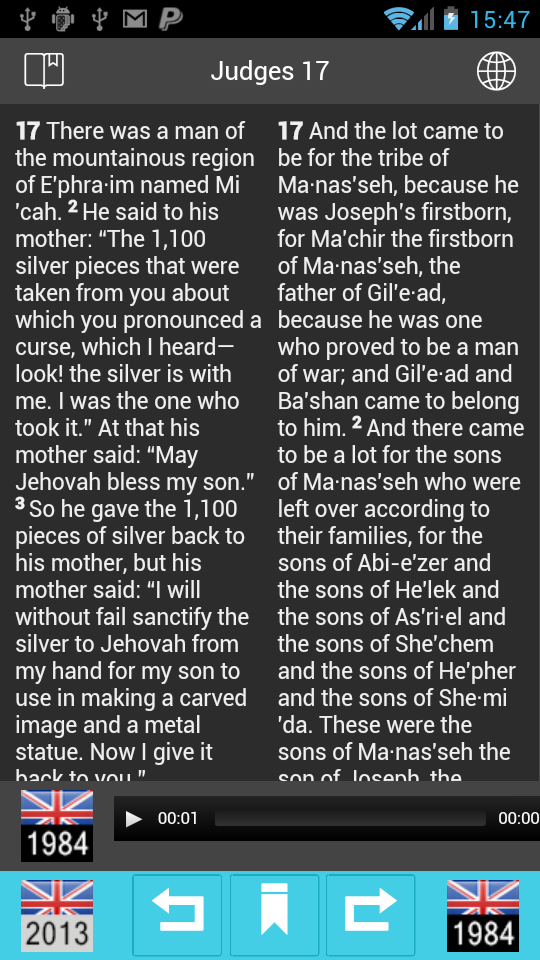 15:47
Judges 17
17 There was a man of
the mountainous region
of E'phra·im named Mi
'cah. 2 He said to his
mother: “The 1,100
silver pieces that were
taken from you about
which you pronounced a
curse, which I heard—
look! the silver is with
me. I was the one who
took it.” At that his
mother said: “May
Jehovah bless my son.”
3 So he gave the 1,100
pieces of silver back to
his mother, but his
mother said: “I will
without fail sanctify the
silver to Jehovah from
my hand for my son to
use in making a carved
image and a metal
statue. Now I give it
back to you.”
17 And the lot came to
be for the tribe of
Ma·nas'seh, because he
was Joseph's firstborn,
for Ma'chir the firstborn
of Ma·nas'seh, the
father of Gil'e·ad,
because he was one
who proved to be a man
of war; and Gil'e·ad and
Ba'shan came to belong
to him. 2 And there came
to be a lot for the sons
of Ma·nas'seh who were
left over according to
their families, for the
sons of Abi-e'zer and
the sons of He'lek and
the sons of As'ri·el and
the sons of She'chem
and the sons of He'pher
and the sons of She·mi
'da. These were the
sons of Ma·nas'seh the
son of Joseph, the
1984
00:01
00:00
2013
1984